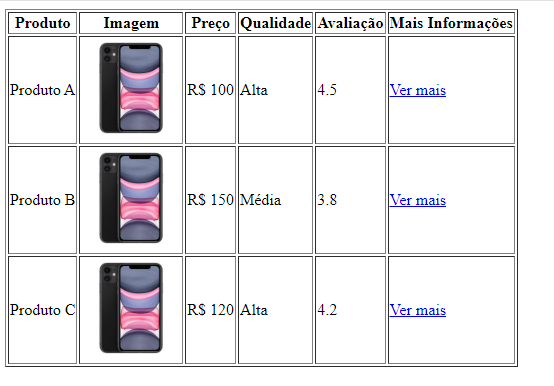 Produto Imagem Preço Qualidade Avaliação Mais Informações
Produto A R$ 100 Alta 4.5 Ver mais
Produto B R$ 150 Média 3.8 Ver mais
Produto C R$ 120 Alta 4.2 Ver mais